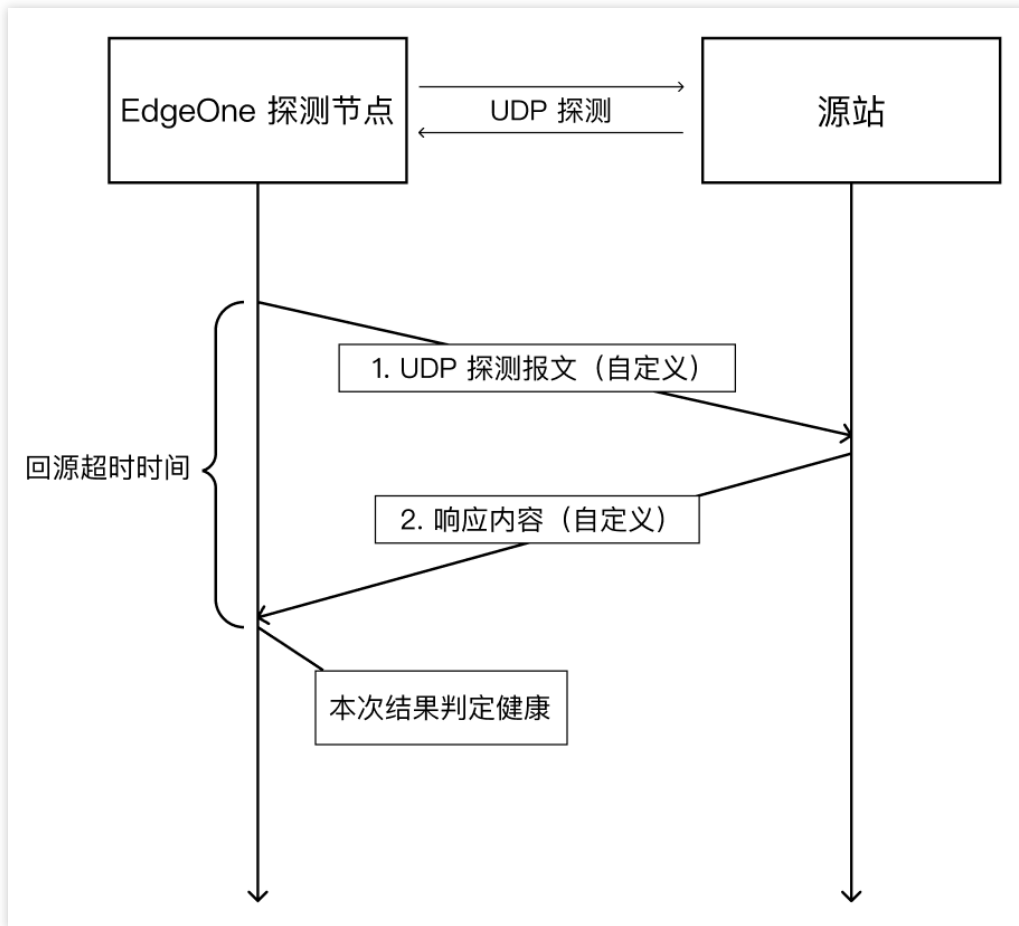 EdgeOne 探测节点
UDP 探测
源站
1. UDP 探测报文（自定义）
回源超时时间
2. 响应内容（自定义）
本次结果判定健康